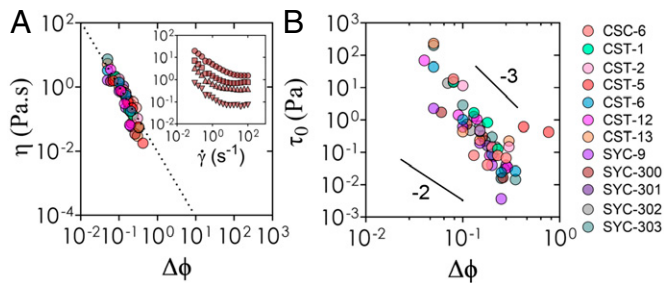 A
B
η (Pa.s)
10²
10⁰
10⁻²
10⁻⁴
10⁻² 10⁻¹ 10⁰ 10¹ 10² 10³
Δϕ
10²
10¹
10⁰
10⁻¹
10⁻²
10⁻² 10⁰ 10²
γ̇ (s⁻¹)
τ₀ (Pa)
10³
10²
10¹
10⁰
10⁻¹
10⁻²
10⁻³
-3
-2
10⁻² 10⁻¹ 10⁰
Δϕ
CSC-6
CST-1
CST-2
CST-5
CST-6
CST-12
CST-13
SYC-9
SYC-300
SYC-301
SYC-302
SYC-303